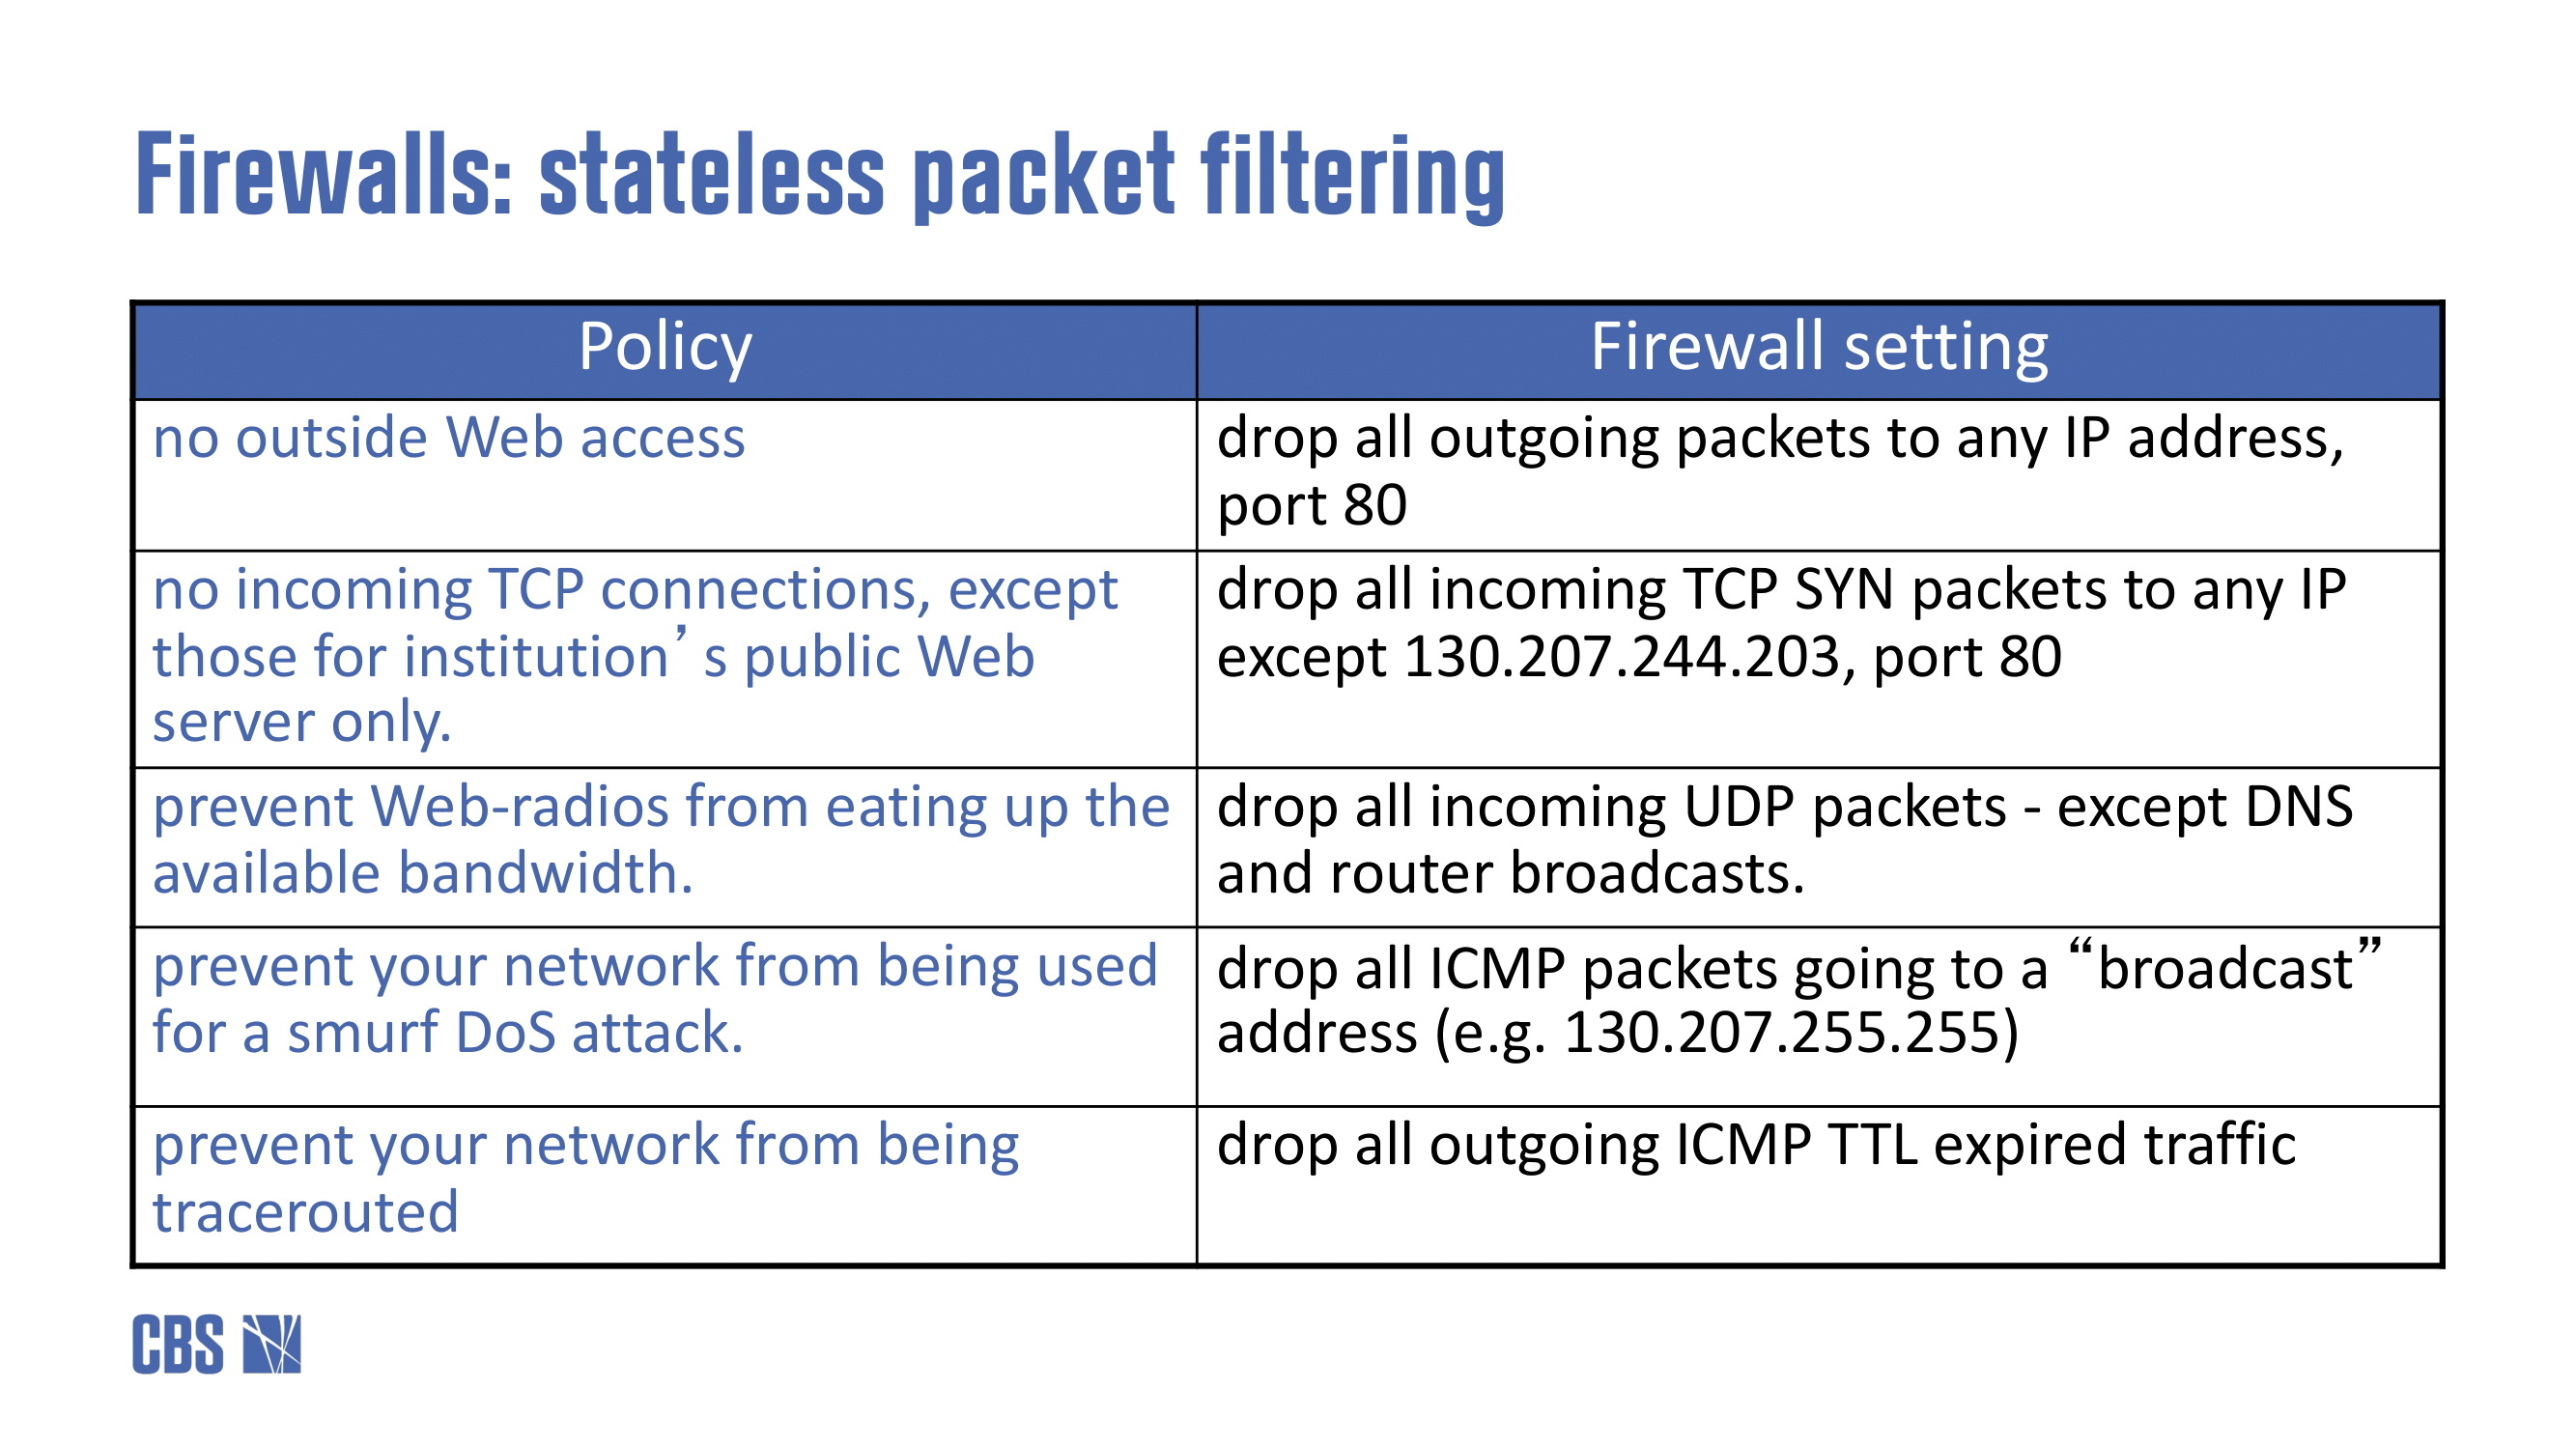 Firewalls: stateless packet filtering
Policy
Firewall setting
no outside Web access
drop all outgoing packets to any IP address,
port 80
no incoming TCP connections, except
those for institution’s public Web
server only.
drop all incoming TCP SYN packets to any IP
except 130.207.244.203, port 80
prevent Web-radios from eating up the
available bandwidth.
drop all incoming UDP packets - except DNS
and router broadcasts.
prevent your network from being used
for a smurf DoS attack.
drop all ICMP packets going to a “broadcast”
address (e.g. 130.207.255.255)
prevent your network from being
tracerouted
drop all outgoing ICMP TTL expired traffic
CBS